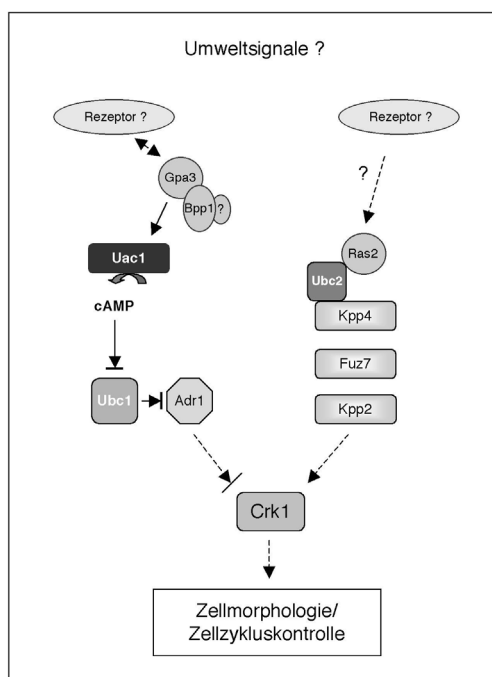 Umweltsignale ?
Rezeptor ?
Rezeptor ?
Gpa3
Bpp1
?
?
Uac1
cAMP
Ras2
Ubc2
Kpp4
Fuz7
Kpp2
Ubc1
Adr1
Crk1
Zellmorphologie/
Zellzykluskontrolle